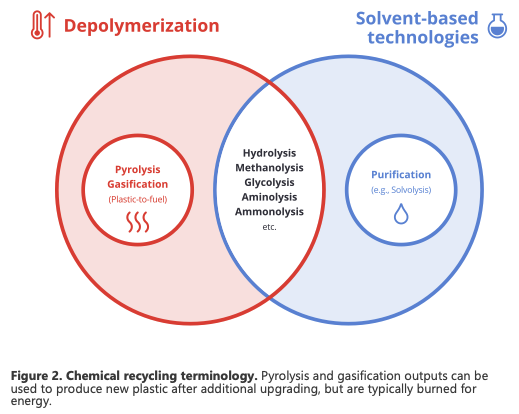 Depolymerization
Solvent-based
technologies
Pyrolysis
Gasification
(Plastic-to-fuel)
Hydrolysis
Methanolysis
Glycolysis
Aminolysis
Ammonolysis
etc.
Purification
(e.g., Solvolysis)
Figure 2. Chemical recycling terminology. Pyrolysis and gasification outputs can be
used to produce new plastic after additional upgrading, but are typically burned for
energy.